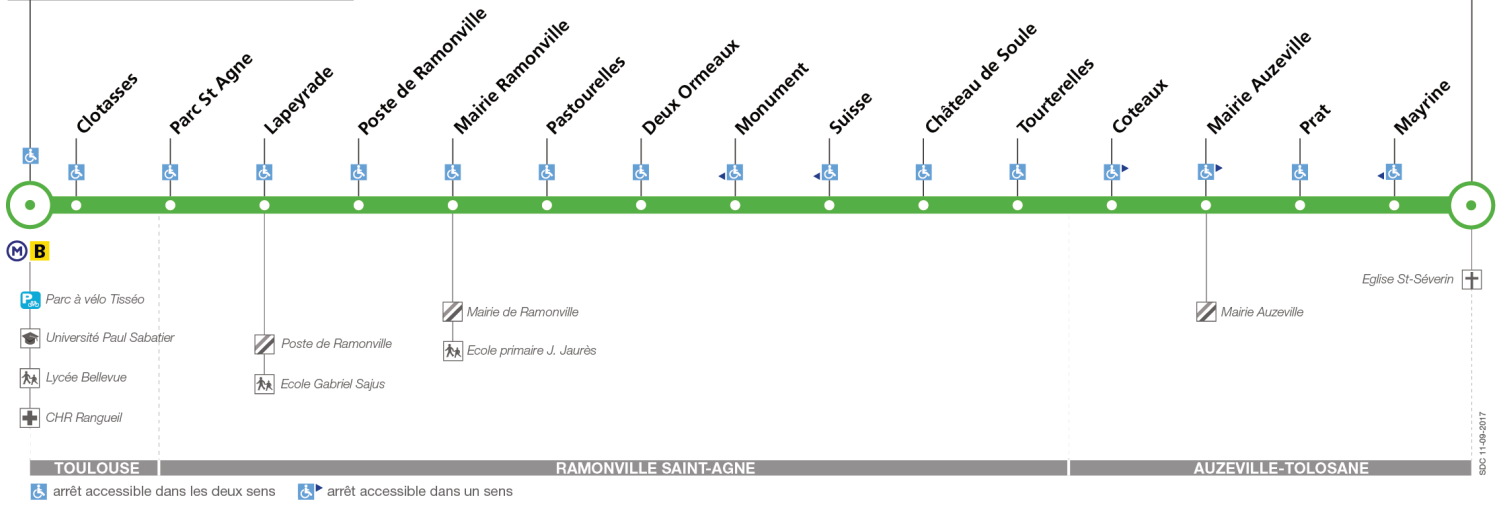 Clotasses
Parc St Agne
Lapeyrade
Poste de Ramonville
Mairie Ramonville
Pastourelles
Deux Ormeaux
Monument
Suisse
Château de Soule
Tourterelles
Coteaux
Mairie Auzeville
Prat
Mayrine
M B
P Parc à vélo Tisséo
Université Paul Sabatier
Lycée Bellevue
CHR Rangueil
Poste de Ramonville
Ecole Gabriel Sajus
Mairie de Ramonville
Ecole primaire J. Jaurès
Mairie Auzeville
Eglise St-Séverin
SDC 11-09-2017
TOULOUSE
RAMONVILLE SAINT-AGNE
AUZEVILLE-TOLOSANE
arrêt accessible dans les deux sens
arrêt accessible dans un sens